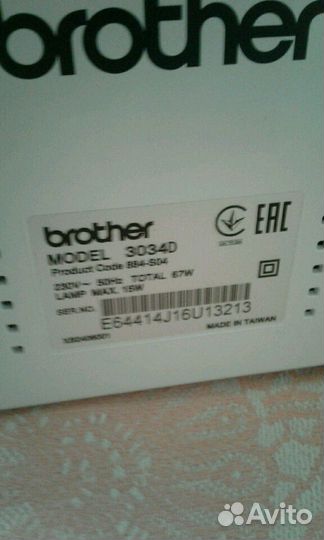 brother
brother
MODEL 3034D
Product Code 884-S04
230V~ 50Hz TOTAL 67W
LAMP MAX. 15W
SER.NO.
E64414J16U13213
MADE IN TAIWAN
EAC
Avito